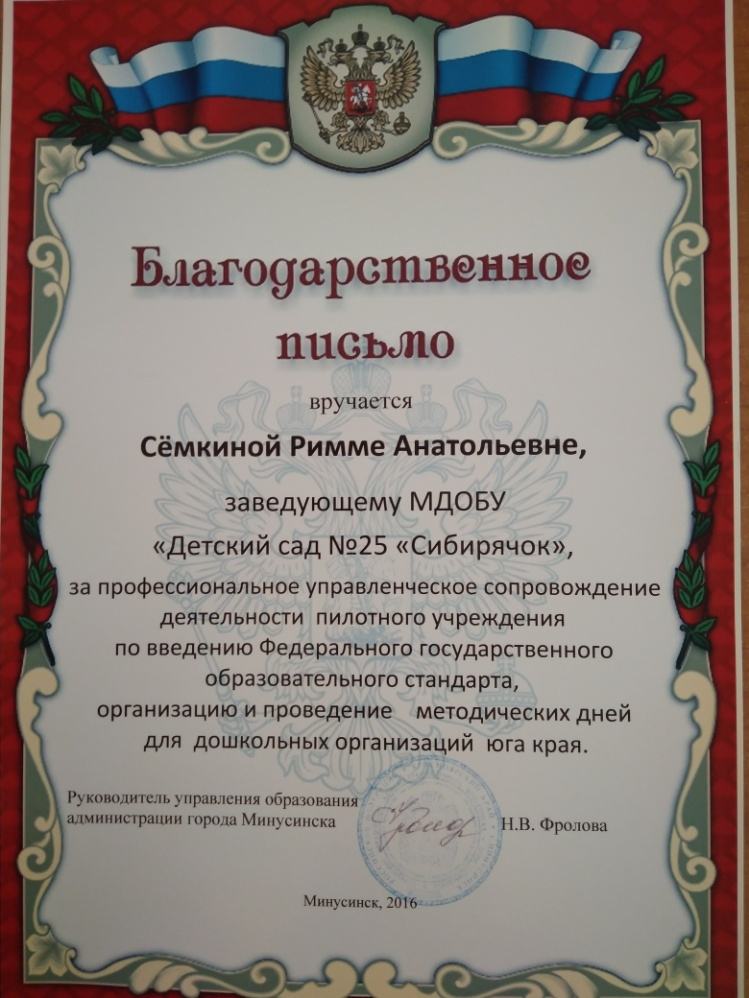 Благодарственное
письмо
вручается
Сёмкиной Римме Анатольевне,
заведующему МДОБУ
«Детский сад №25 «Сибирячок»,
за профессиональное управленческое сопровождение
деятельности пилотного учреждения
по введению Федерального государственного
образовательного стандарта,
организацию и проведение методических дней
для дошкольных организаций юга края.
Руководитель управления образования
администрации города Минусинска
Н.В. Фролова
Минусинск, 2016